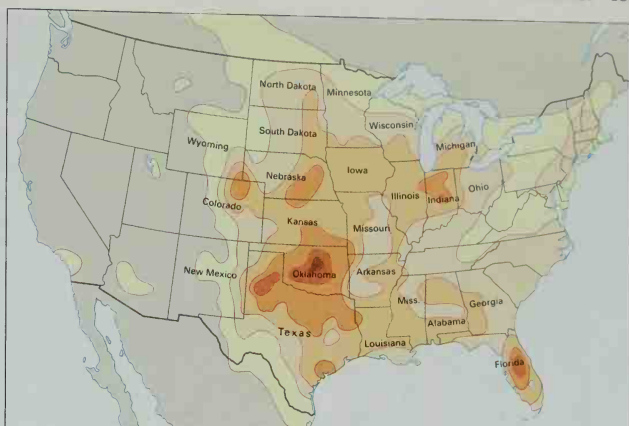 North Dakota
Minnesota
South Dakota
Wisconsin
Michigan
Wyoming
Nebraska
Iowa
Illinois
Indiana
Ohio
Colorado
Kansas
Missouri
New Mexico
Oklahoma
Arkansas
Texas
Miss.
Alabama
Georgia
Louisiana
Florida